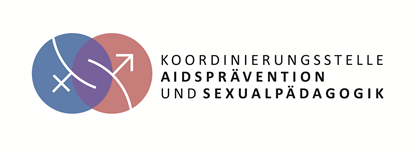 KOORDINIERUNGSSTELLE
AIDSPRÄVENTION
UND SEXUALPÄDAGOGIK